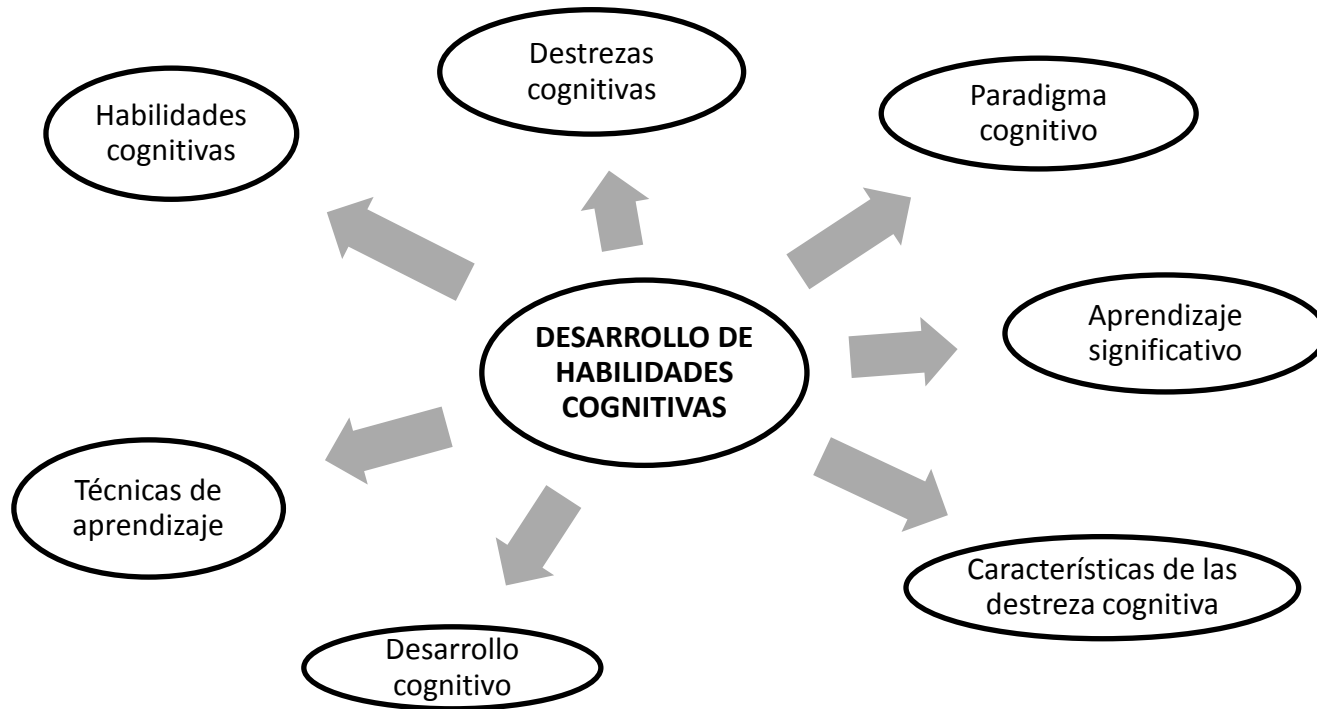 Destrezas
cognitivas
Habilidades
cognitivas
Paradigma
cognitivo
Aprendizaje
significativo
DESARROLLO DE
HABILIDADES
COGNITIVAS
Técnicas de
aprendizaje
Característicás de las
destreza cognitiva
Desarrollo
cognitivo